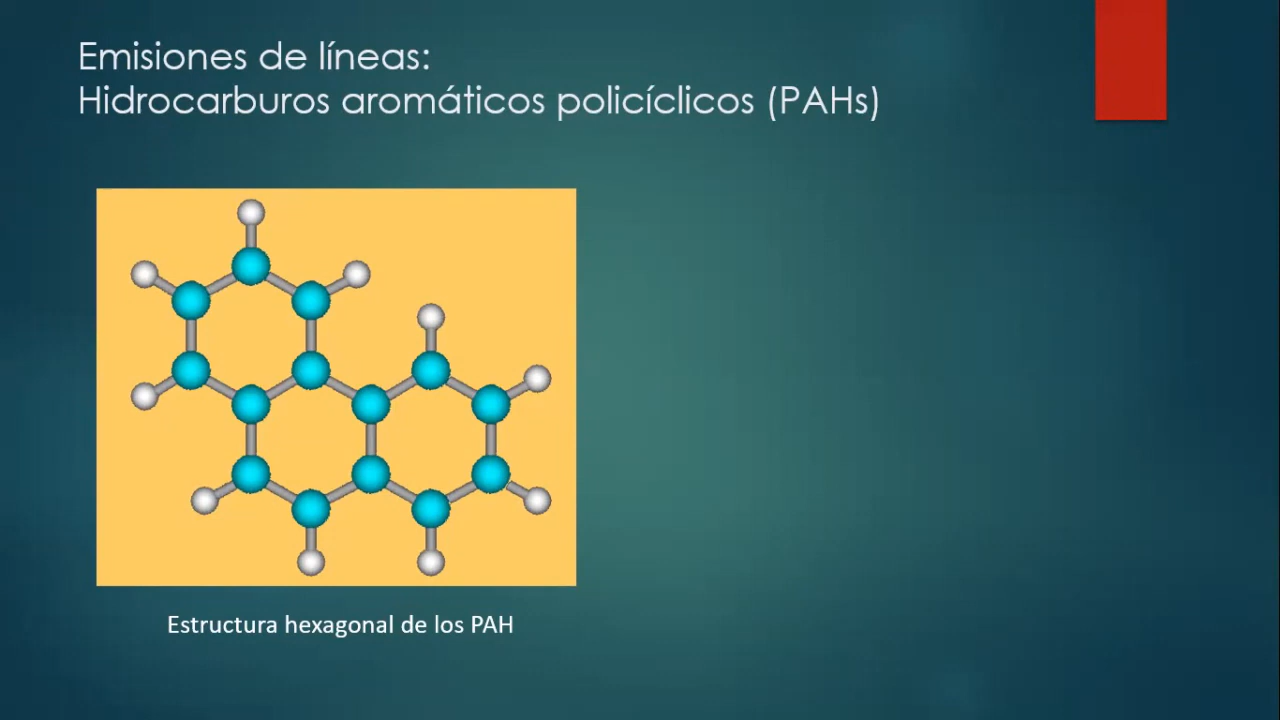 Emisiones de líneas:
Hidrocarburos aromáticos policíclicos (PAHs)
Estructura hexagonal de los PAH